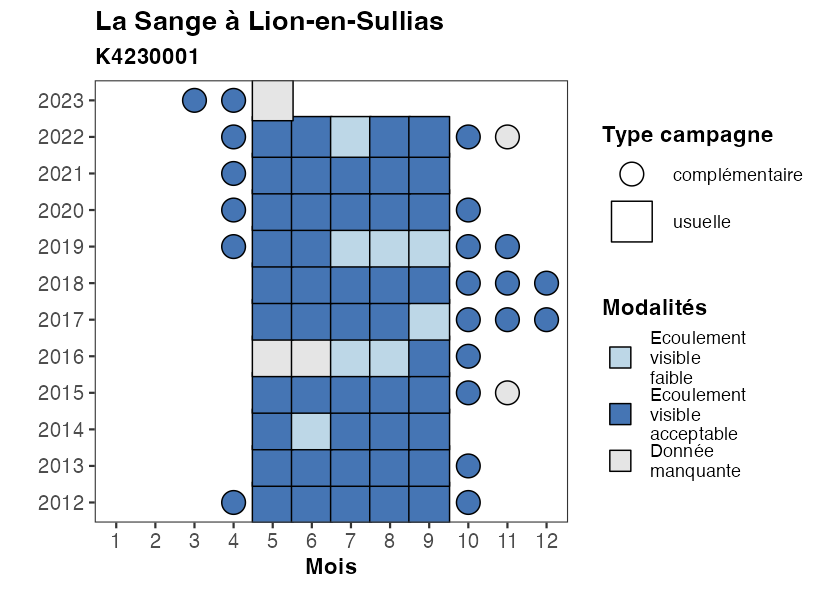 La Sange à Lion-en-Sullias
K4230001
2023
2022
2021
2020
2019
2018
2017
2016
2015
2014
2013
2012
1 2 3 4 5 6 7 8 9 10 11 12
Mois
Type campagne
complémentaire
usuelle
Modalités
Ecoulement
visible
faible
Ecoulement
visible
acceptable
Donnée
manquante